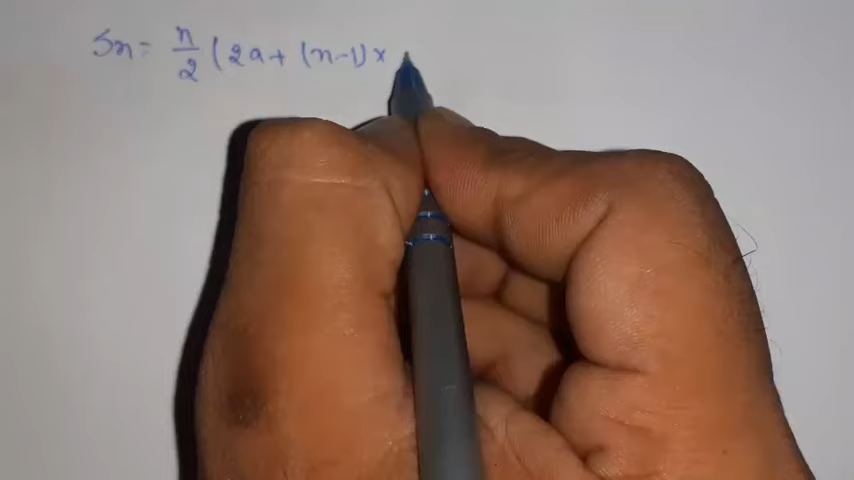 Sn = n/2 (2a + (n-1) ×